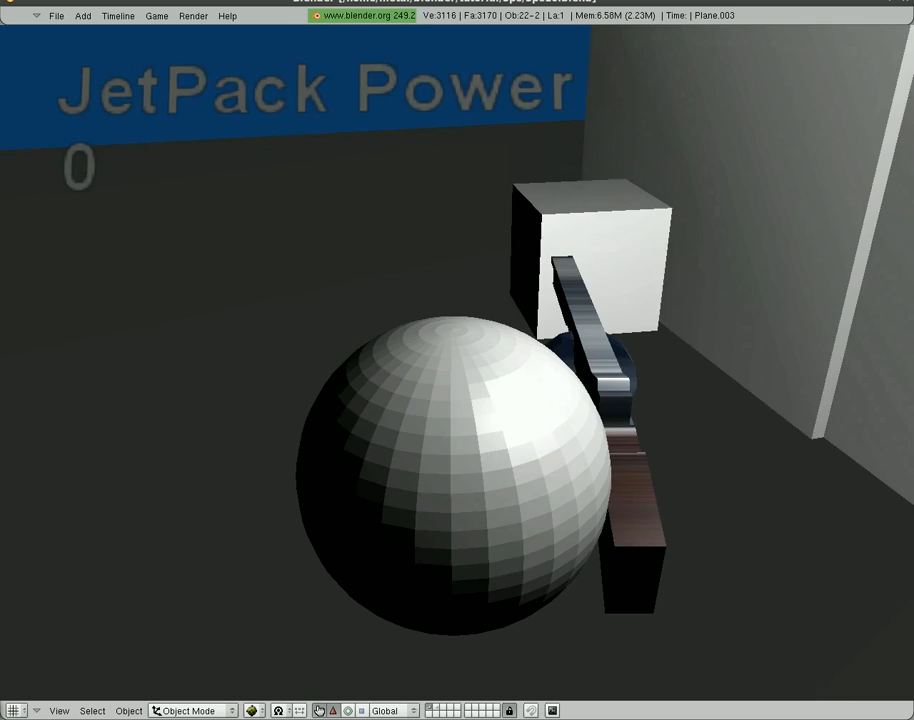 File Add Timeline Game Render Help www.blender.org 249.2 Ve:3116 | Fa:3170 | Ob:22-2 | La:1 | Mem:6.58M (2.23M) | Time: | Plane.003
JetPack Power
0
View Select Object Object Mode Global